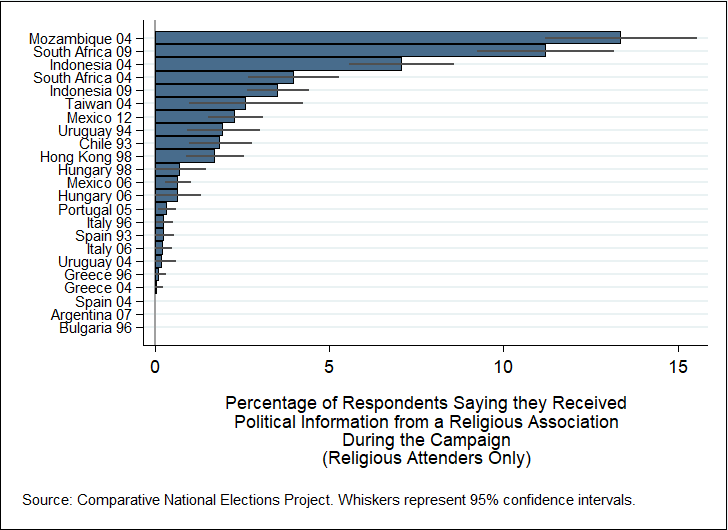 Mozambique 04
South Africa 09
Indonesia 04
South Africa 04
Indonesia 09
Taiwan 04
Mexico 12
Uruguay 94
Chile 93
Hong Kong 98
Hungary 98
Mexico 06
Hungary 06
Portugal 05
Italy 96
Spain 93
Italy 06
Uruguay 04
Greece 96
Greece 04
Spain 04
Argentina 07
Bulgaria 96
0 5 10 15
Percentage of Respondents Saying they Received
Political Information from a Religious Association
During the Campaign
(Religious Attenders Only)
Source: Comparative National Elections Project. Whiskers represent 95% confidence intervals.